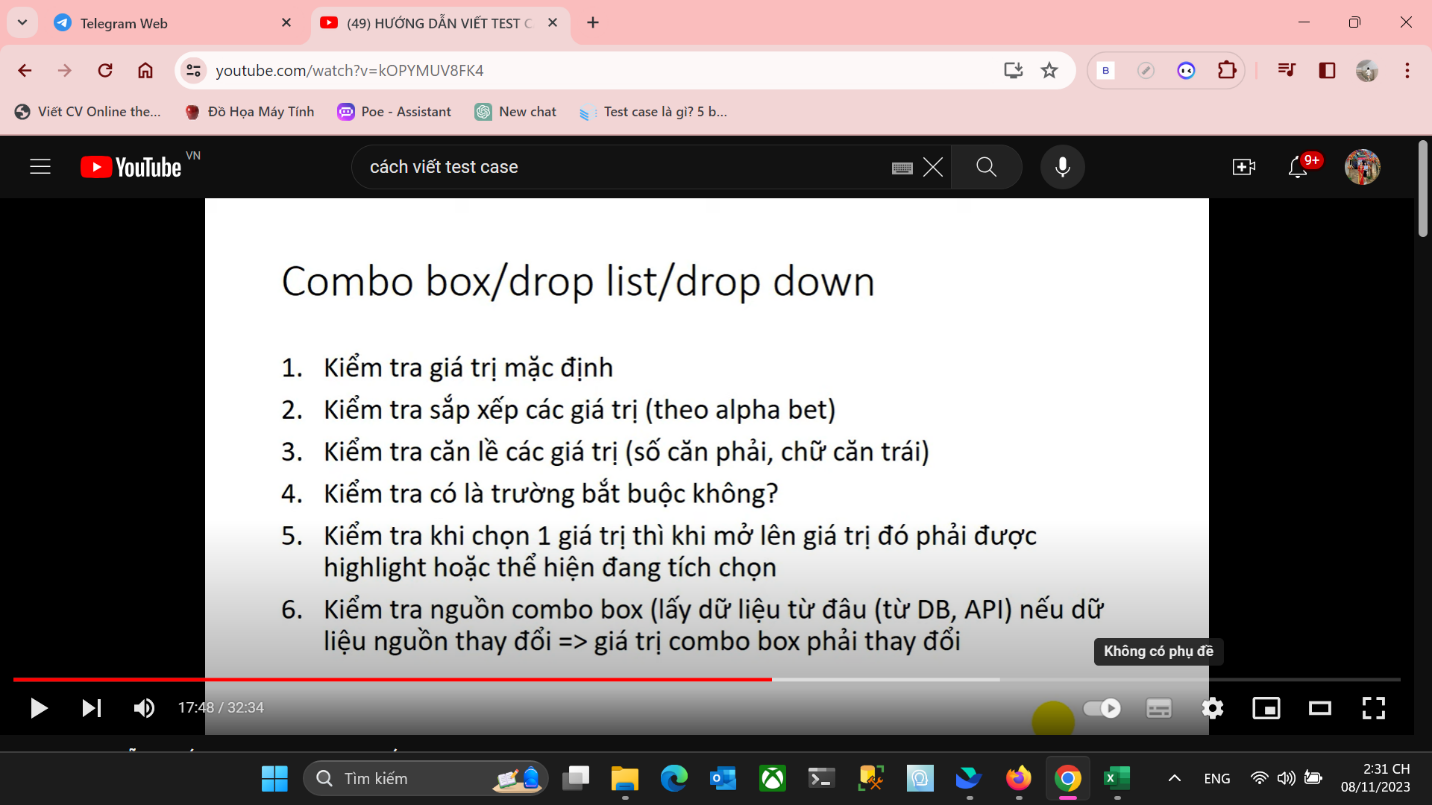 Telegram Web
(49) HƯỚNG DẪN VIẾT TEST C
youtube.com/watch?v=kOPYMUV8FK4
B
Viết CV Online the...
Đồ Họa Máy Tính
Poe - Assistant
New chat
Test case là gì? 5 b...
YouTube VN
cách viết test case
9+
Combo box/drop list/drop down
1. Kiểm tra giá trị mặc định
2. Kiểm tra sắp xếp các giá trị (theo alpha bet)
3. Kiểm tra căn lề các giá trị (số căn phải, chữ căn trái)
4. Kiểm tra có là trường bắt buộc không?
5. Kiểm tra khi chọn 1 giá trị thì khi mở lên giá trị đó phải được
highlight hoặc thể hiện đang tích chọn
6. Kiểm tra nguồn combo box (lấy dữ liệu từ đâu (từ DB, API) nếu dữ
liệu nguồn thay đổi => giá trị combo box phải thay đổi
Không có phụ đề
17:48 / 32:34
Tìm kiếm
ENG
2:31 CH
08/11/2023